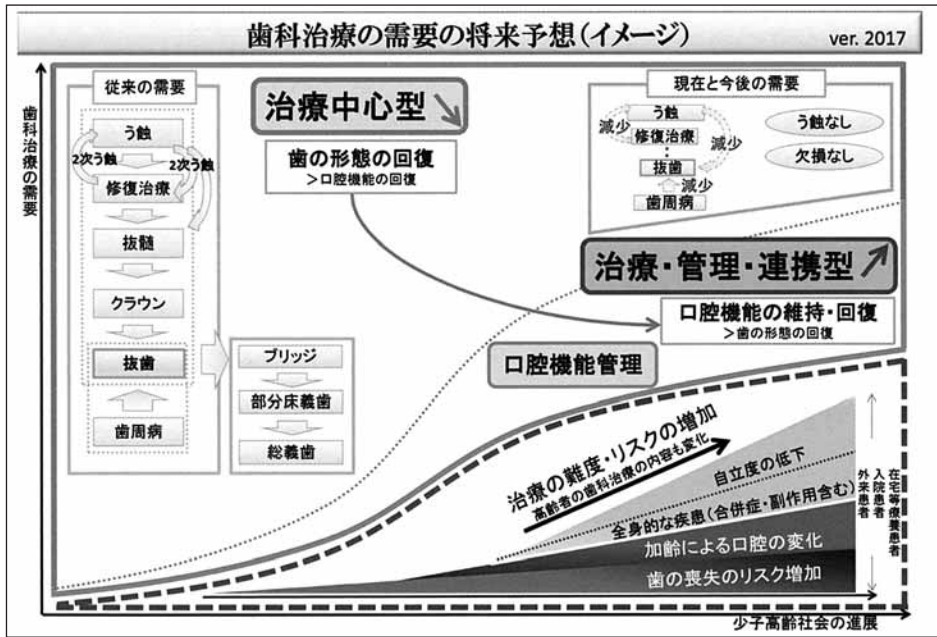 歯科治療の需要の将来予想(イメージ)
ver. 2017
歯科治療の需要
従来の需要
う蝕
2次う蝕
2次う蝕
修復治療
抜髄
クラウン
抜歯
歯周病
ブリッジ
部分床義歯
総義歯
治療中心型
歯の形態の回復
>口腔機能の回復
現在と今後の需要
う蝕
減少
修復治療
減少
抜歯
減少
歯周病
う蝕なし
欠損なし
治療・管理・連携型
口腔機能の維持・回復
>歯の形態の回復
口腔機能管理
治療の難度・リスクの増加
高齢者の歯科治療の内容も変化
自立度の低下
全身的な疾患(合併症・副作用含む)
加齢による口腔の変化
歯の喪失のリスク増加
在宅等療養患者
入院患者
外来患者
少子高齢社会の進展